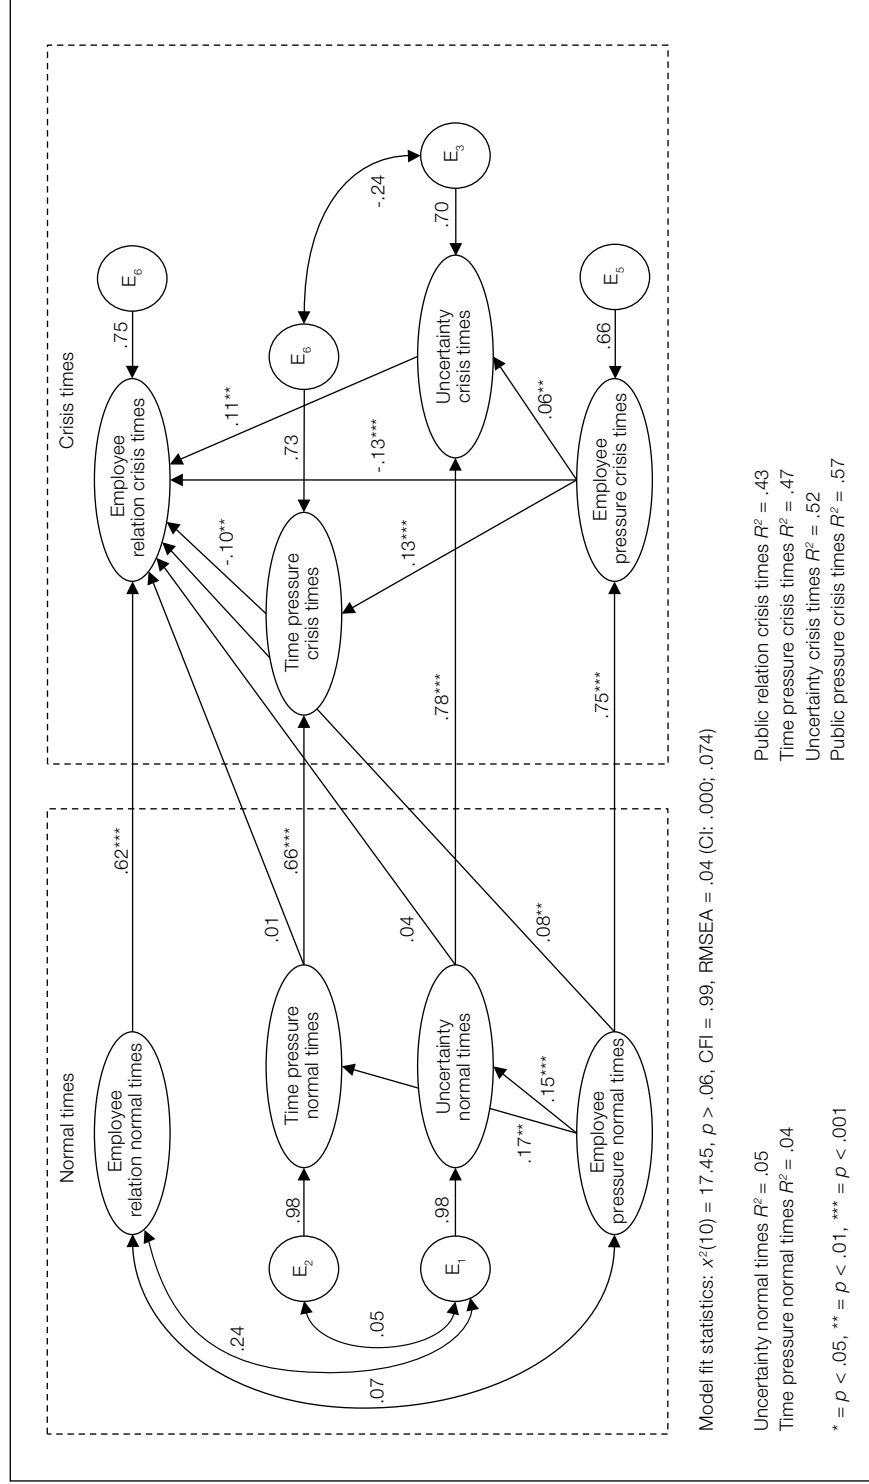 Normal times
Crisis times
Employee
relation normal times
.62***
Employee
relation crisis times
.75
E6
.24
.07
.01
-.10**
.11**
E2
.98
Time pressure
normal times
.66***
Time pressure
crisis times
.73
E6
.05
.04
-.13***
-.24
E1
.98
Uncertainty
normal times
.78***
.13***
Uncertainty
crisis times
.70
E3
.17**
.15***
.08**
.06**
Employee
pressure normal times
.75***
Employee
pressure crisis times
.66
E5
Model fit statistics: x²(10) = 17.45, p > .06, CFI = .99, RMSEA = .04 (CI: .000; .074)
Uncertainty normal times R² = .05
Time pressure normal times R² = .04
Public relation crisis times R² = .43
Time pressure crisis times R² = .47
Uncertainty crisis times R² = .52
Public pressure crisis times R² = .57
* = p < .05, ** = p < .01, *** = p < .001